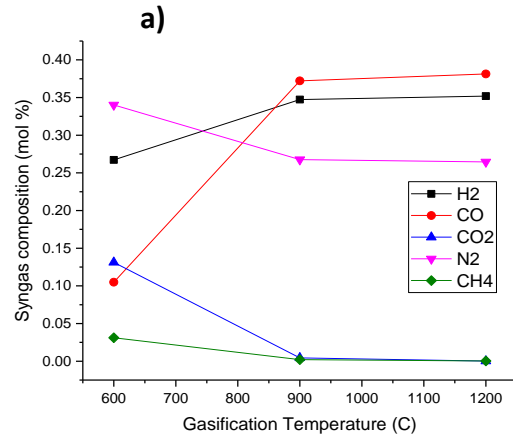 a)
0.40
0.35
0.30
0.25
0.20
0.15
0.10
0.05
0.00
Syngas composition (mol %)
H2
CO
CO2
N2
CH4
600 700 800 900 1000 1100 1200
Gasification Temperature (C)